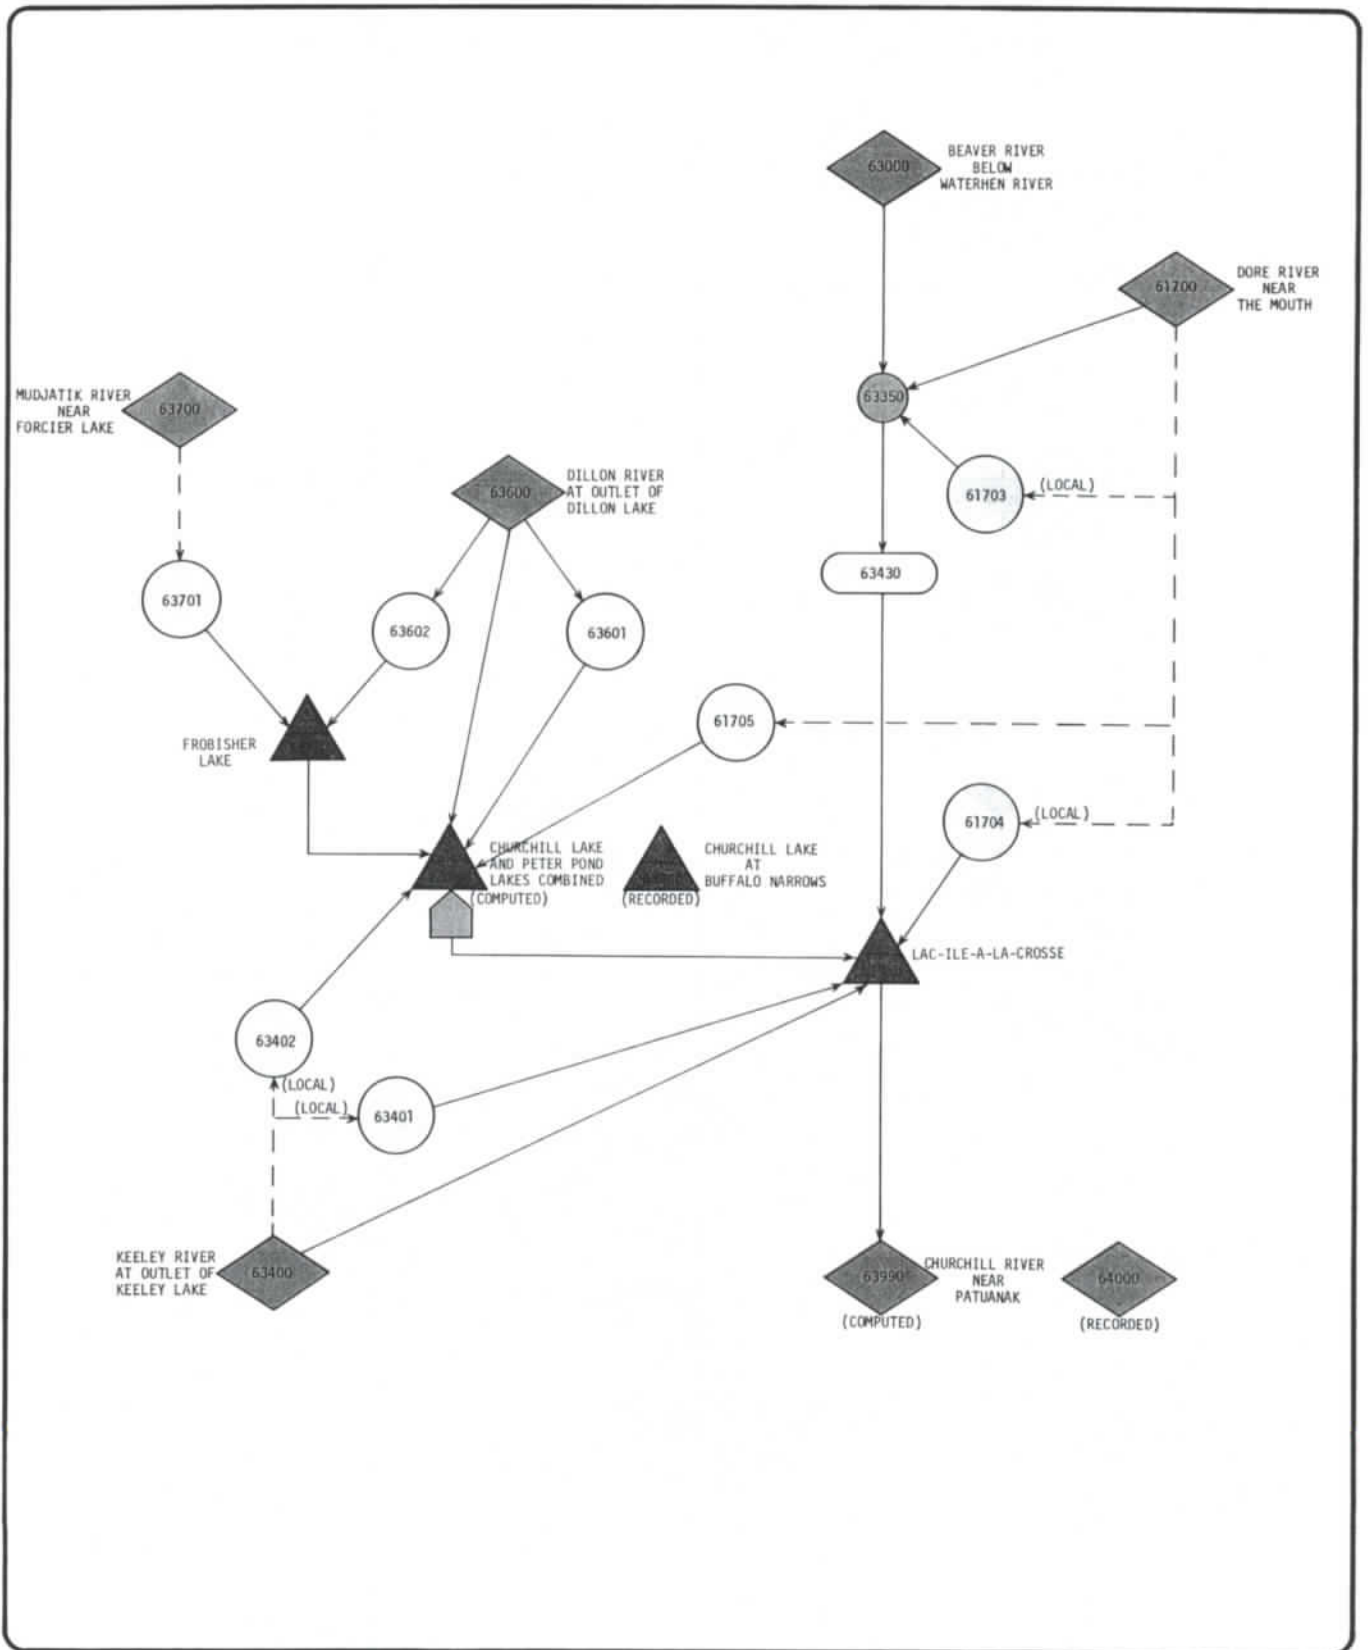 63000
BEAVER RIVER
BELOW
WATERHEN RIVER
61700
DORE RIVER
NEAR
THE MOUTH
63350
MUDJATIK RIVER
NEAR
FORCIER LAKE
63700
63600
DILLON RIVER
AT OUTLET OF
DILLON LAKE
61703
(LOCAL)
63430
63701
63602
63601
61705
FROBISHER
LAKE
61704
(LOCAL)
CHURCHILL LAKE
AND PETER POND
LAKES COMBINED
(COMPUTED)
CHURCHILL LAKE
AT
BUFFALO NARROWS
(RECORDED)
LAC-ILE-A-LA-CROSSE
63402
(LOCAL)
(LOCAL)
63401
KEELEY RIVER
AT OUTLET OF
KEELEY LAKE
63400
63990
CHURCHILL RIVER
NEAR
PATUANAK
(COMPUTED)
64000
(RECORDED)